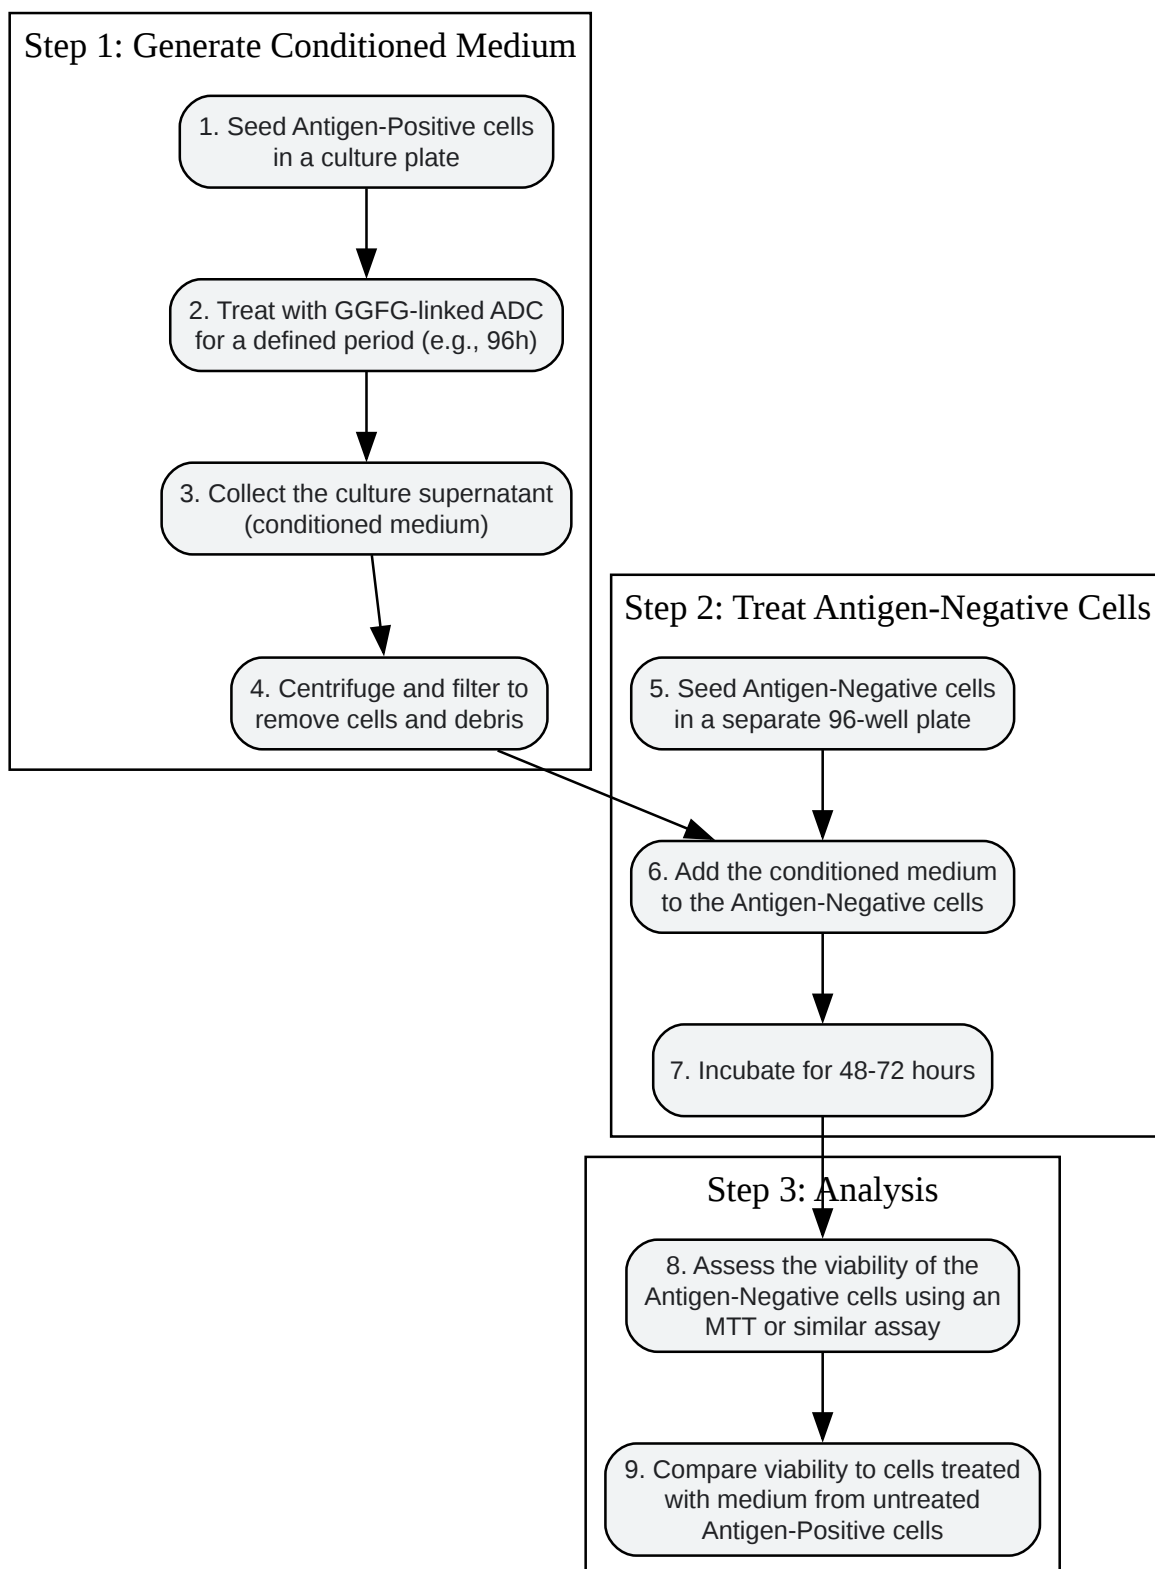 Step 1: Generate Conditioned Medium
1. Seed Antigen-Positive cells
in a culture plate
2. Treat with GGFG-linked ADC
for a defined period (e.g., 96h)
3. Collect the culture supernatant
(conditioned medium)
4. Centrifuge and filter to
remove cells and debris
Step 2: Treat Antigen-Negative Cells
5. Seed Antigen-Negative cells
in a separate 96-well plate
6. Add the conditioned medium
to the Antigen-Negative cells
7. Incubate for 48-72 hours
Step 3: Analysis
8. Assess the viability of the
Antigen-Negative cells using an
MTT or similar assay
9. Compare viability to cells treated
with medium from untreated
Antigen-Positive cells